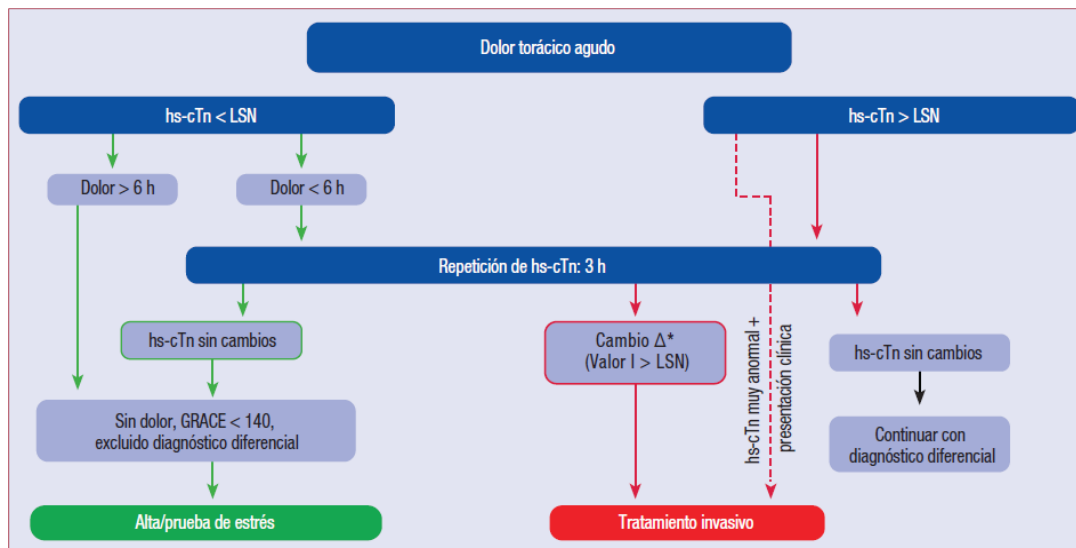 Dolor torácico agudo
hs-cTn < LSN
hs-cTn > LSN
Dolor > 6 h
Dolor < 6 h
Repetición de hs-cTn: 3 h
hs-cTn sin cambios
Cambio Δ*
(Valor I > LSN)
hs-cTn muy anormal +
presentación clínica
hs-cTn sin cambios
Sin dolor, GRACE < 140,
excluido diagnóstico diferencial
Continuar con
diagnóstico diferencial
Alta/prueba de estrés
Tratamiento invasivo